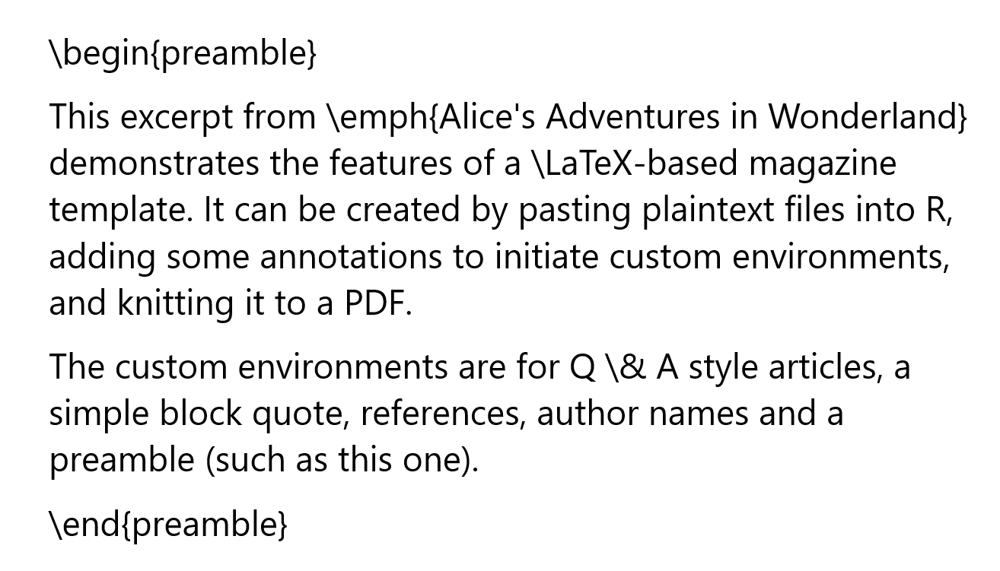 \begin{preamble}
This excerpt from \emph{Alice's Adventures in Wonderland}
demonstrates the features of a \LaTeX-based magazine
template. It can be created by pasting plaintext files into R,
adding some annotations to initiate custom environments,
and knitting it to a PDF.
The custom environments are for Q \& A style articles, a
simple block quote, references, author names and a
preamble (such as this one).
\end{preamble}